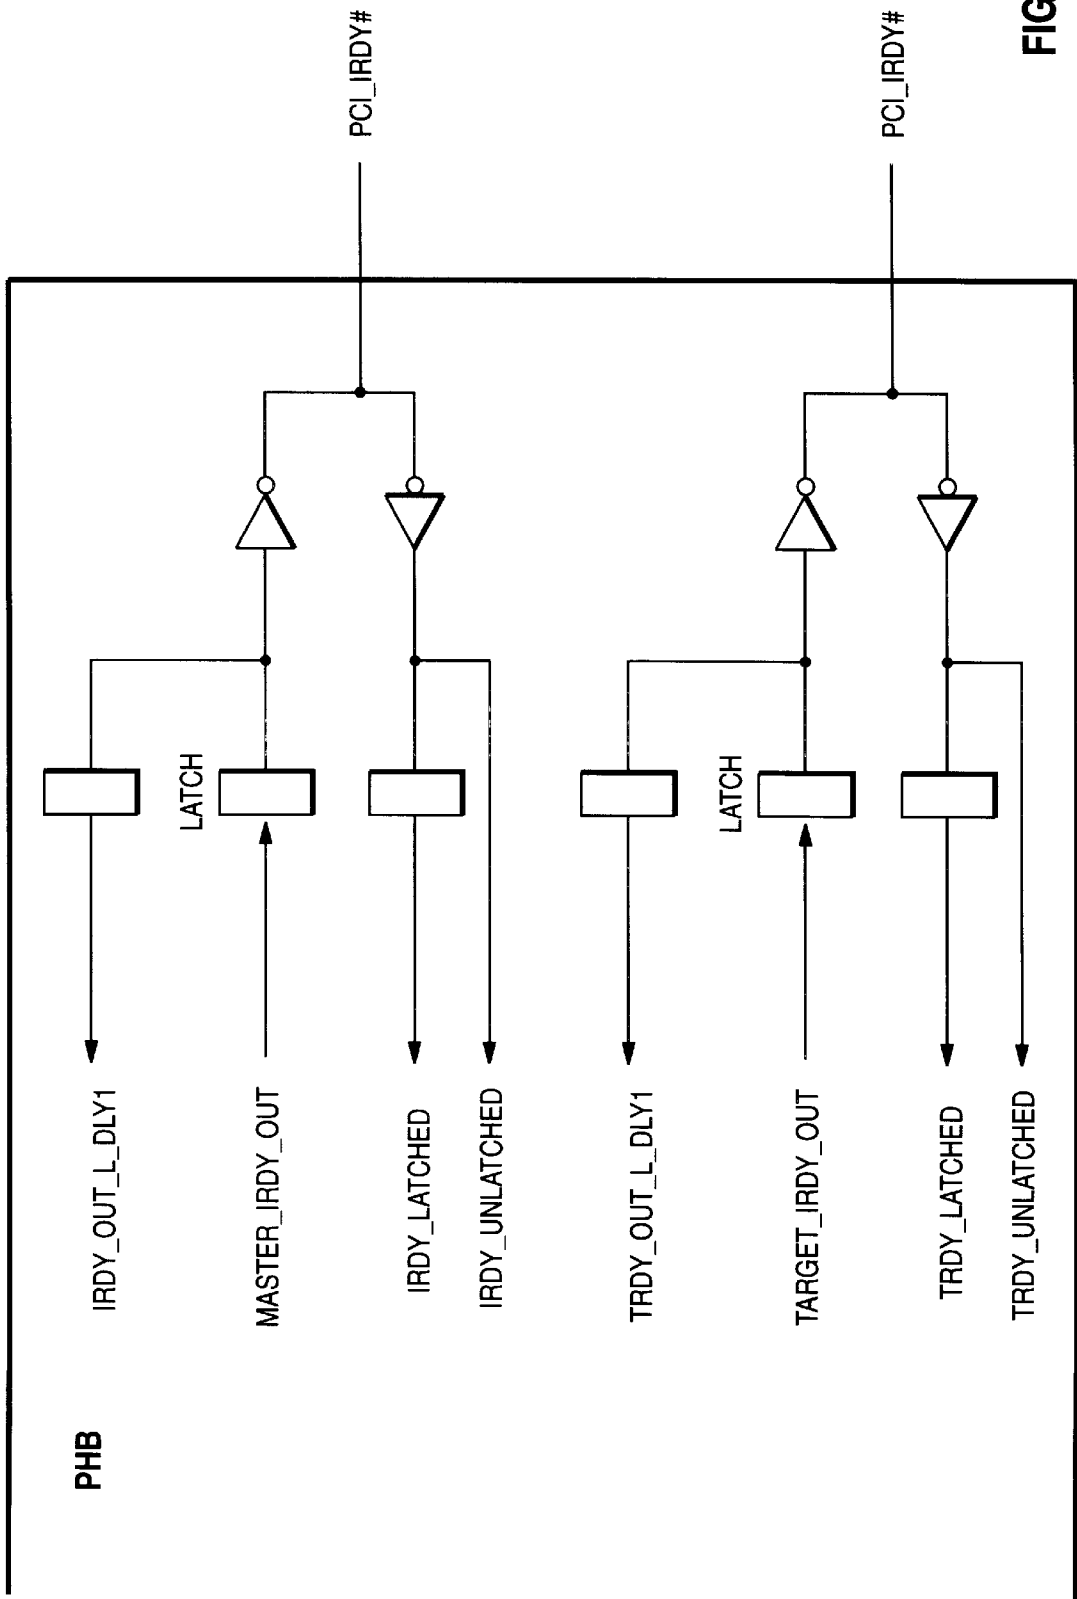 PHB
IRDY_OUT_L_DLY1
LATCH
MASTER_IRDY_OUT
IRDY_LATCHED
IRDY_UNLATCHED
PCI_IRDY#
TRDY_OUT_L_DLY1
LATCH
TARGET_IRDY_OUT
TRDY_LATCHED
TRDY_UNLATCHED
PCI_IRDY#
FIG